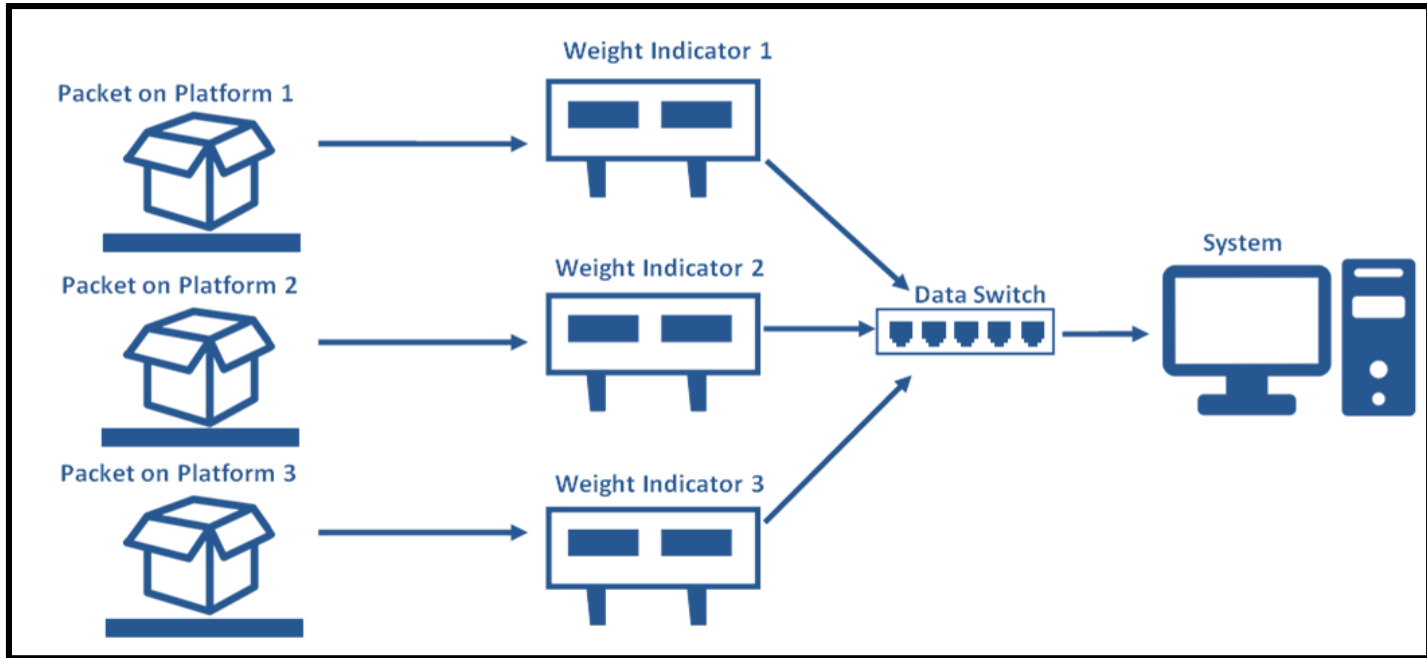 Packet on Platform 1
Weight Indicator 1
Packet on Platform 2
Weight Indicator 2
Packet on Platform 3
Weight Indicator 3
Data Switch
System